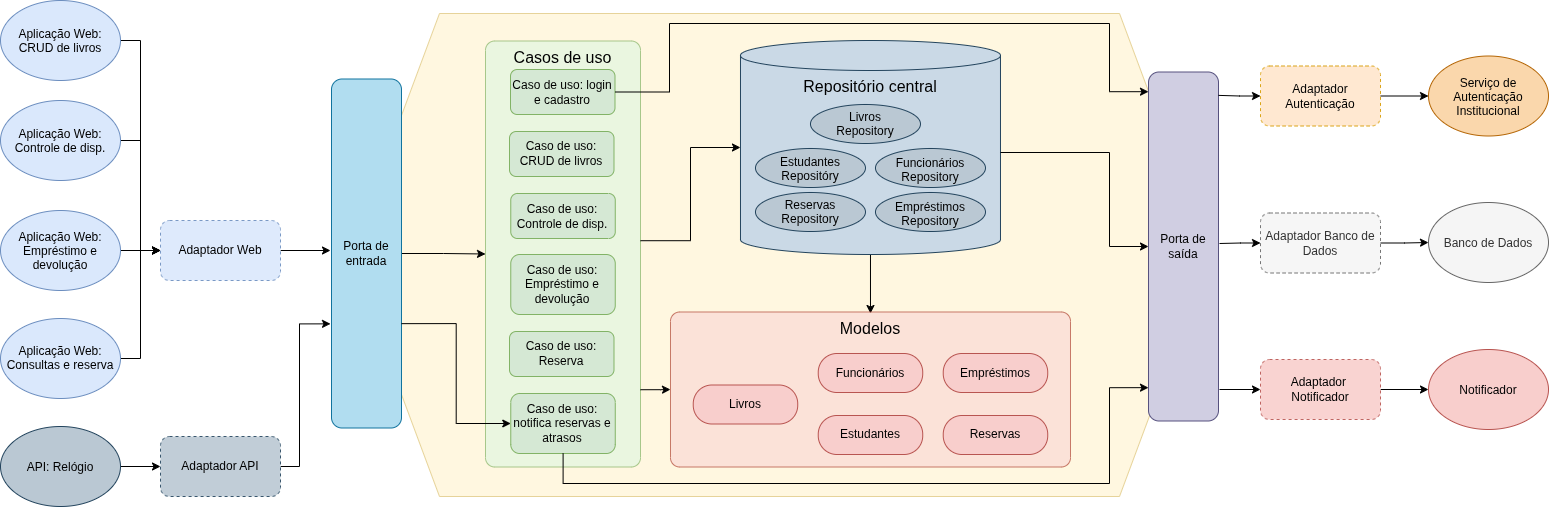 Aplicação Web:
CRUD de livros
Aplicação Web:
Controle de disp.
Aplicação Web:
Empréstimo e
devolução
Aplicação Web:
Consultas e reserva
API: Relógio
Adaptador Web
Adaptador API
Porta de
entrada
Casos de uso
Caso de uso: login
e cadastro
Caso de uso:
CRUD de livros
Caso de uso:
Controle de disp.
Caso de uso:
Empréstimo e
devolução
Caso de uso:
Reserva
Caso de uso:
notifica reservas e
atrasos
Repositório central
Livros
Repository
Estudantes
Repositóry
Funcionários
Repository
Reservas
Repository
Empréstimos
Repository
Modelos
Livros
Funcionários
Empréstimos
Estudantes
Reservas
Porta de
saída
Adaptador
Autenticação
Serviço de
Autenticação
Institucional
Adaptador Banco de
Dados
Banco de Dados
Adaptador
Notificador
Notificador